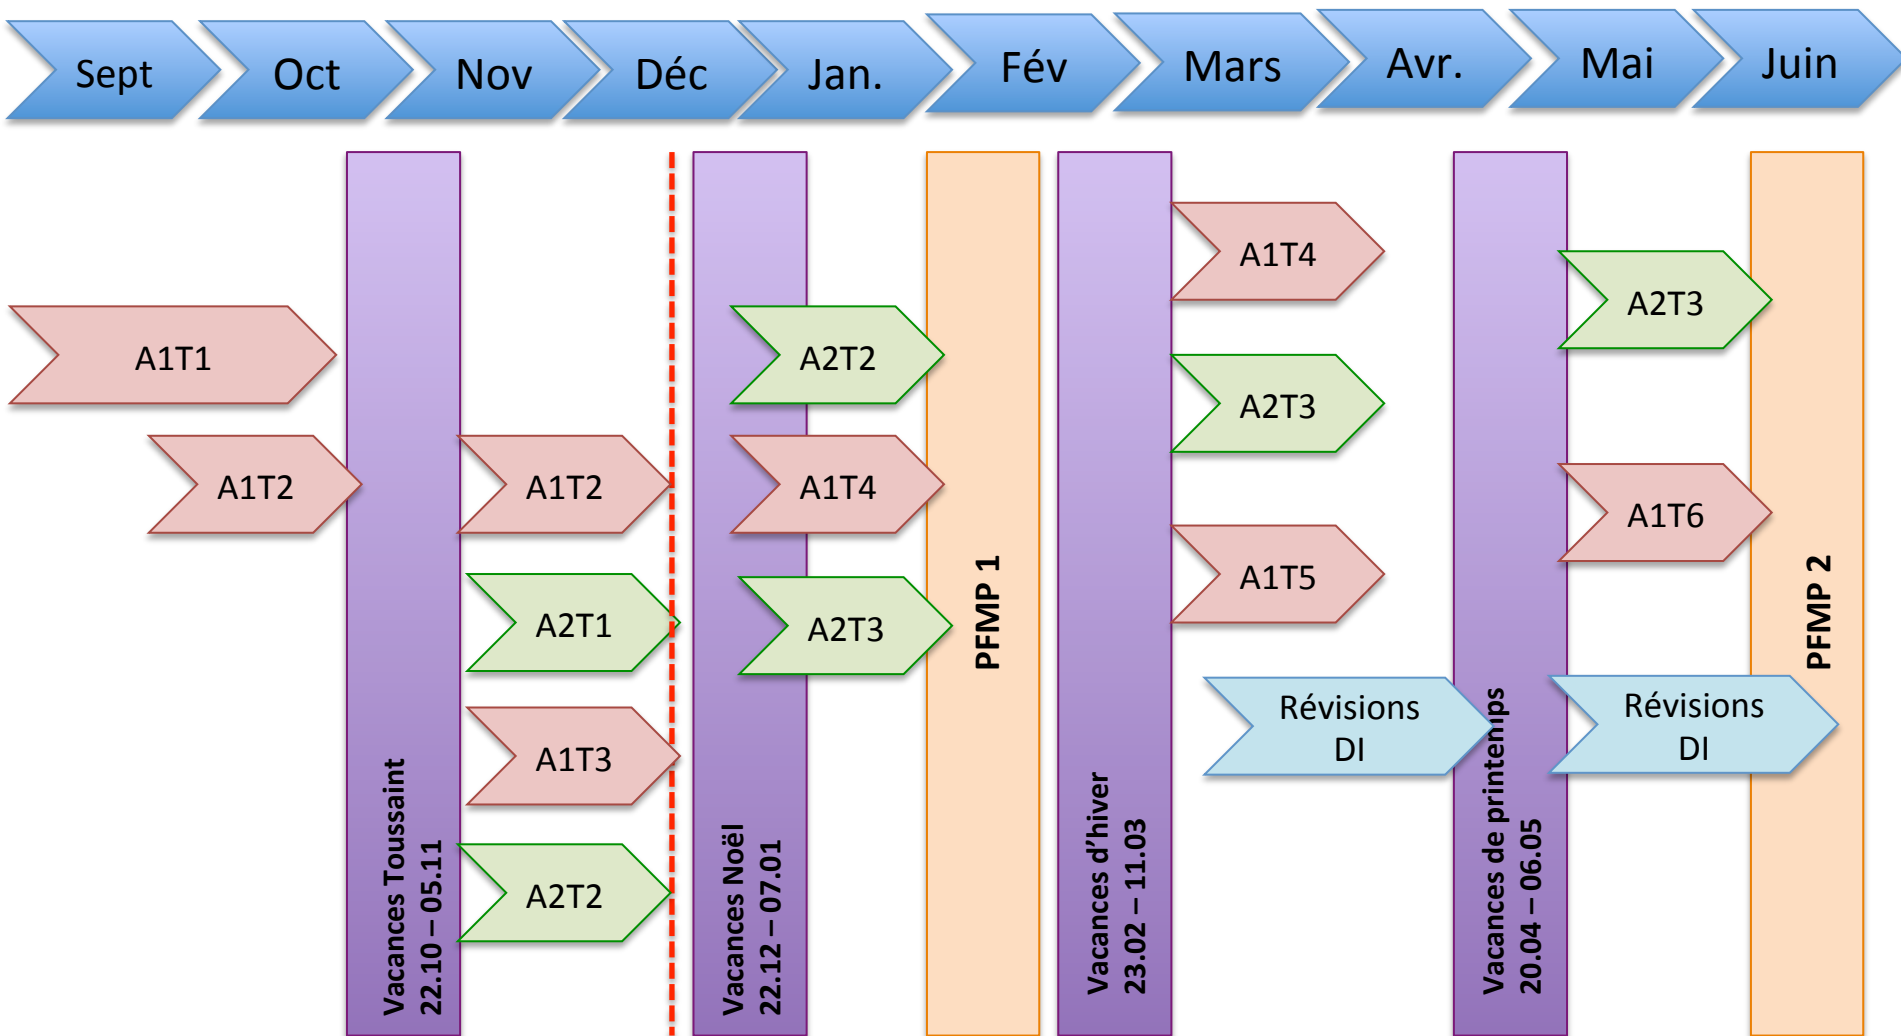 Sept
Oct
Nov
Déc
Jan.
Fév
Mars
Avr.
Mai
Juin
A1T1
A1T2
Vacances Toussaint
22.10 – 05.11
A1T2
A2T1
A1T3
A2T2
Vacances Noël
22.12 – 07.01
A2T2
A1T4
A2T3
PFMP 1
Vacances d’hiver
23.02 – 11.03
A1T4
A2T3
A1T5
Révisions
DI
Vacances de printemps
20.04 – 06.05
A2T3
A1T6
Révisions
DI
PFMP 2